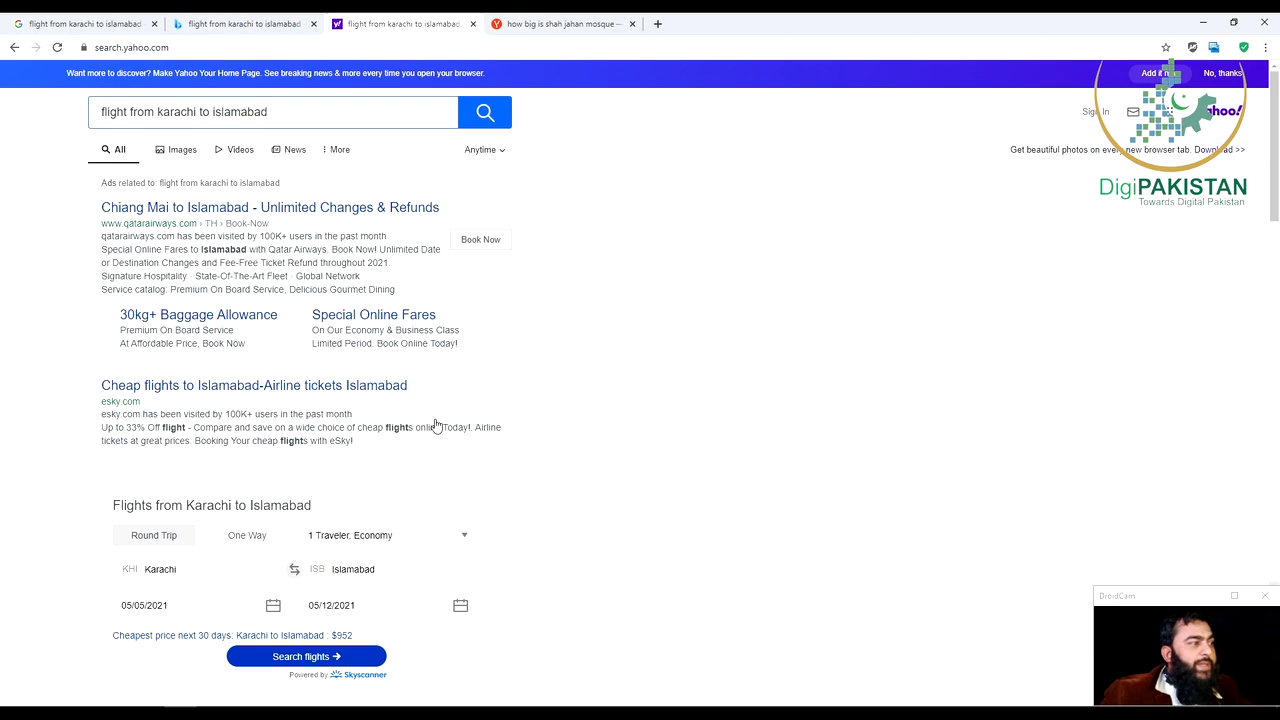 flight from karachi to islamabad
flight from karachi to islamabad
flight from karachi to islamabad
how big is shah jahan mosque —
search.yahoo.com
Want more to discover? Make Yahoo Your Home Page. See breaking news & more every time you open your browser.
Add it
No, thanks
flight from karachi to islamabad
Sign In
All
Images
Videos
News
More
Anytime
Get beautiful photos on every new browser tab. Download >>
DigiPAKISTAN
Towards Digital Pakistan
Ads related to: flight from karachi to islamabad
Chiang Mai to Islamabad - Unlimited Changes & Refunds
www.qatarairways.com › TH › Book-Now
qatarairways.com has been visited by 100K+ users in the past month
Special Online Fares to Islamabad with Qatar Airways. Book Now! Unlimited Date
or Destination Changes and Fee-Free Ticket Refund throughout 2021.
Signature Hospitality · State-Of-The-Art Fleet · Global Network
Service catalog: Premium On Board Service, Delicious Gourmet Dining
Book Now
30kg+ Baggage Allowance
Premium On Board Service
At Affordable Price, Book Now
Special Online Fares
On Our Economy & Business Class
Limited Period. Book Online Today!
Cheap flights to Islamabad-Airline tickets Islamabad
esky.com
esky.com has been visited by 100K+ users in the past month
Up to 33% Off flight - Compare and save on a wide choice of cheap flights online Today!. Airline
tickets at great prices. Booking Your cheap flights with eSky!
Flights from Karachi to Islamabad
Round Trip
One Way
1 Traveler, Economy
KHI Karachi
ISB Islamabad
05/05/2021
05/12/2021
Cheapest price next 30 days: Karachi to Islamabad : $952
Search flights →
Powered by Skyscanner
DroidCam